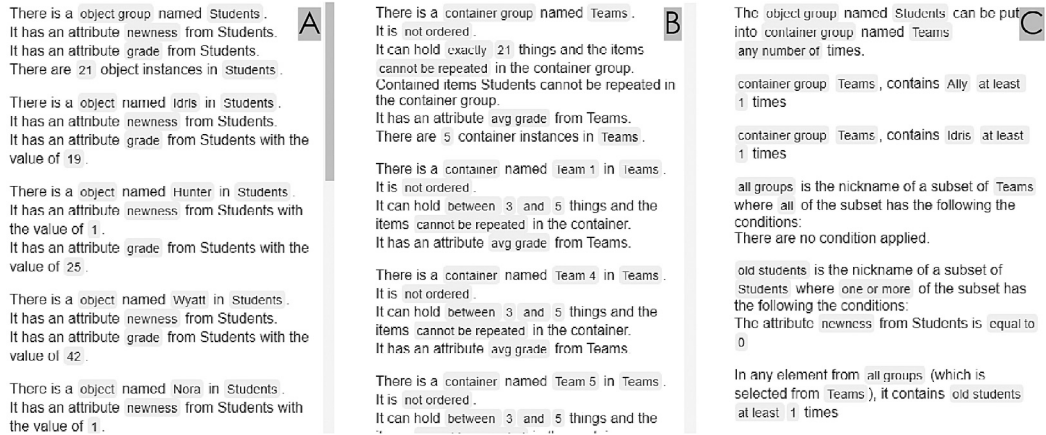 A
There is a object group named Students .
It has an attribute newness from Students.
It has an attribute grade from Students.
There are 21 object instances in Students .
There is a object named Idris in Students .
It has an attribute newness from Students.
It has an attribute grade from Students with the
value of 19 .
There is a object named Hunter in Students .
It has an attribute newness from Students with
the value of 1 .
It has an attribute grade from Students with the
value of 25 .
There is a object named Wyatt in Students .
It has an attribute newness from Students.
It has an attribute grade from Students with the
value of 42 .
There is a object named Nora in Students .
It has an attribute newness from Students with
the value of 1 .
B
There is a container group named Teams .
It is not ordered .
It can hold exactly 21 things and the items
cannot be repeated in the container group.
Contained items Students cannot be repeated in
the container group.
It has an attribute avg grade from Teams.
There are 5 container instances in Teams .
There is a container named Team 1 in Teams .
It is not ordered .
It can hold between 3 and 5 things and the
items cannot be repeated in the container.
It has an attribute avg grade from Teams.
There is a container named Team 4 in Teams .
It is not ordered .
It can hold between 3 and 5 things and the
items cannot be repeated in the container.
It has an attribute avg grade from Teams
There is a container named Team 5 in Teams .
It is not ordered .
It can hold between 3 and 5 things and the
C
The object group named Students can be put
into container group named Teams
any number of times.
container group Teams , contains Ally at least
1 times
container group Teams , contains Idris at least
1 times
all groups is the nickname of a subset of Teams
where all of the subset has the following the
conditions:
There are no condition applied.
old students is the nickname of a subset of
Students where one or more of the subset has
the following the conditions:
The attribute newness from Students is equal to
0
In any element from all groups (which is
selected from Teams ), it contains old students
at least 1 times